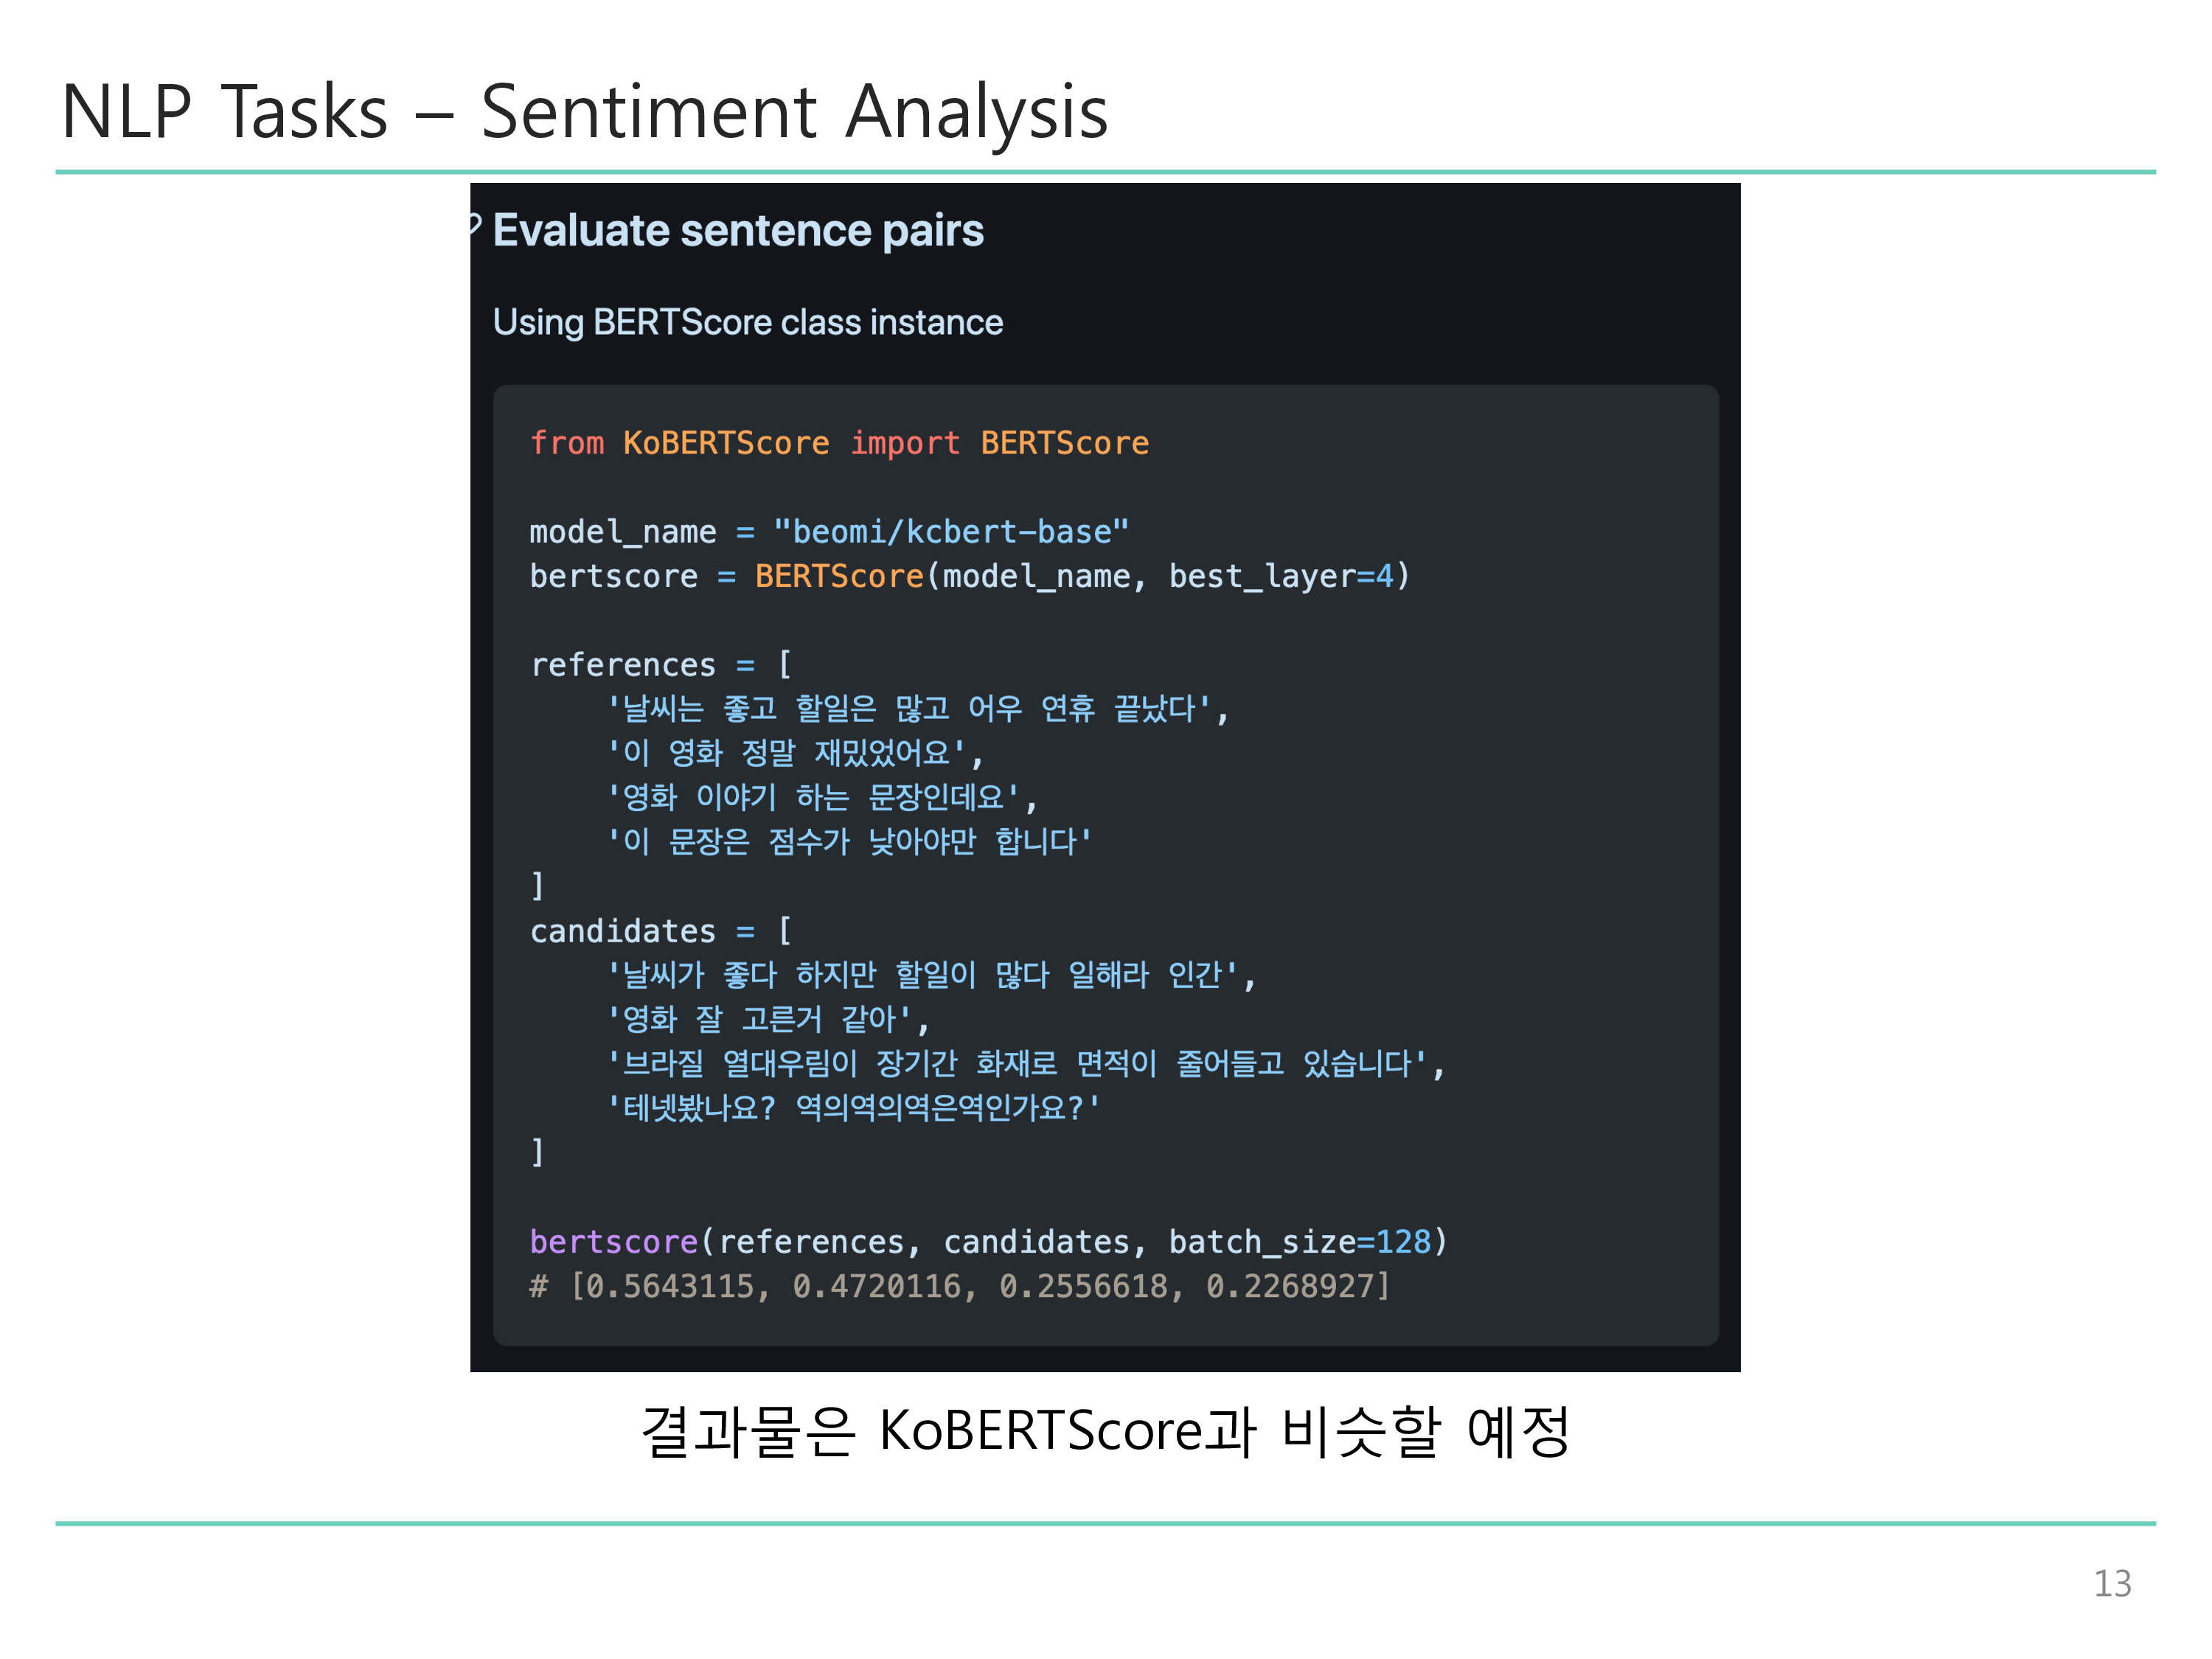 NLP Tasks – Sentiment Analysis
Evaluate sentence pairs
Using BERTScore class instance
from KoBERTScore import BERTScore
model_name = "beomi/kcbert-base"
bertscore = BERTScore(model_name, best_layer=4)
references = [
    '날씨는 좋고 할일은 많고 어우 연휴 끝났다',
    '이 영화 정말 재밌었어요',
    '영화 이야기 하는 문장인데요',
    '이 문장은 점수가 낮아야만 합니다'
]
candidates = [
    '날씨가 좋다 하지만 할일이 많다 일해라 인간',
    '영화 잘 고른거 같아',
    '브라질 열대우림이 장기간 화재로 면적이 줄어들고 있습니다',
    '테넷봤나요? 역의역의역은역인가요?'
]
bertscore(references, candidates, batch_size=128)
# [0.5643115, 0.4720116, 0.2556618, 0.2268927]
결과물은 KoBERTScore과 비슷할 예정
13